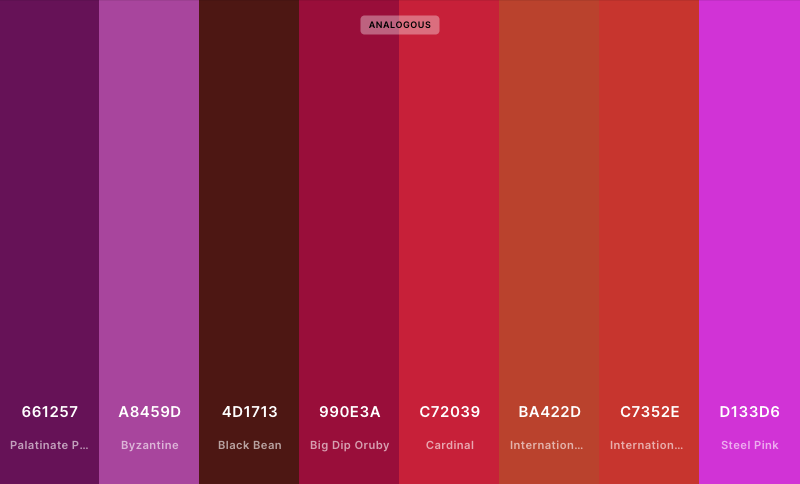 ANALOGOUS
661257 A8459D 4D1713 990E3A C72039 BA422D C7352E D133D6
Palatinate P... Byzantine Black Bean Big Dip Oruby Cardinal Internation... Internation... Steel Pink